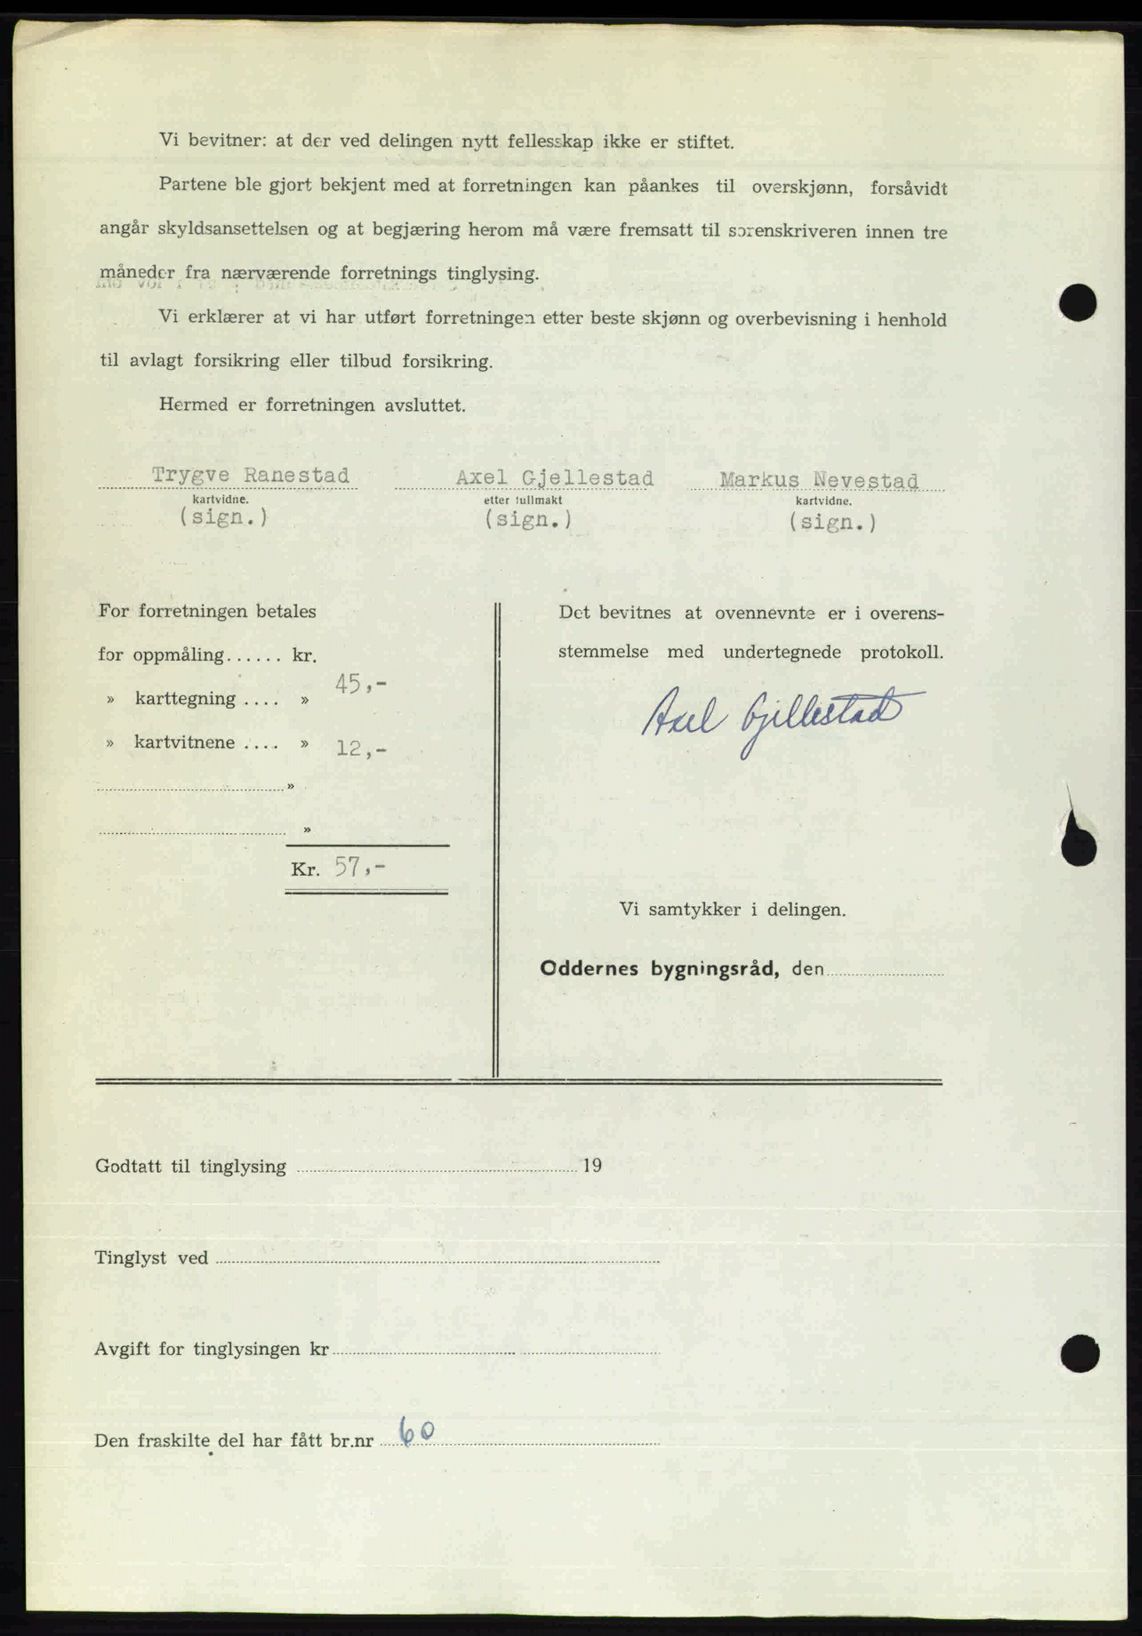 Vi bevitner: at der ved delingen nytt fellesskap ikke er stiftet.
Partene ble gjort bekjent med at forretningen kan påankes til overskjønn, forsåvidt
angår skyldsansettelsen og at begjæring herom må være fremsatt til sorenskriveren innen tre
måneder fra nærværende forretnings tinglysing.
Vi erklærer at vi har utført forretningen etter beste skjønn og overbevisning i henhold
til avlagt forsikring eller tilbud forsikring.
Hermed er forretningen avsluttet.
Trygve Ranestad Axel Gjellestad Markus Nevestad
kartvidne. etter fullmakt kartvidne.
(sign.) (sign.) (sign.)
For forretningen betales
for oppmåling...... kr.
» karttegning .... » 45,-
» kartvitnene .... » 12,-
»
»
Kr. 57,-
Det bevitnes at ovennevnte er i overens-
stemmelse med undertegnede protokoll.
Axel Gjellestad
Vi samtykker i delingen.
Oddernes bygningsråd, den
Godtatt til tinglysing 19
Tinglyst ved
Avgift for tinglysingen kr
Den fraskilte del har fått br.nr 60